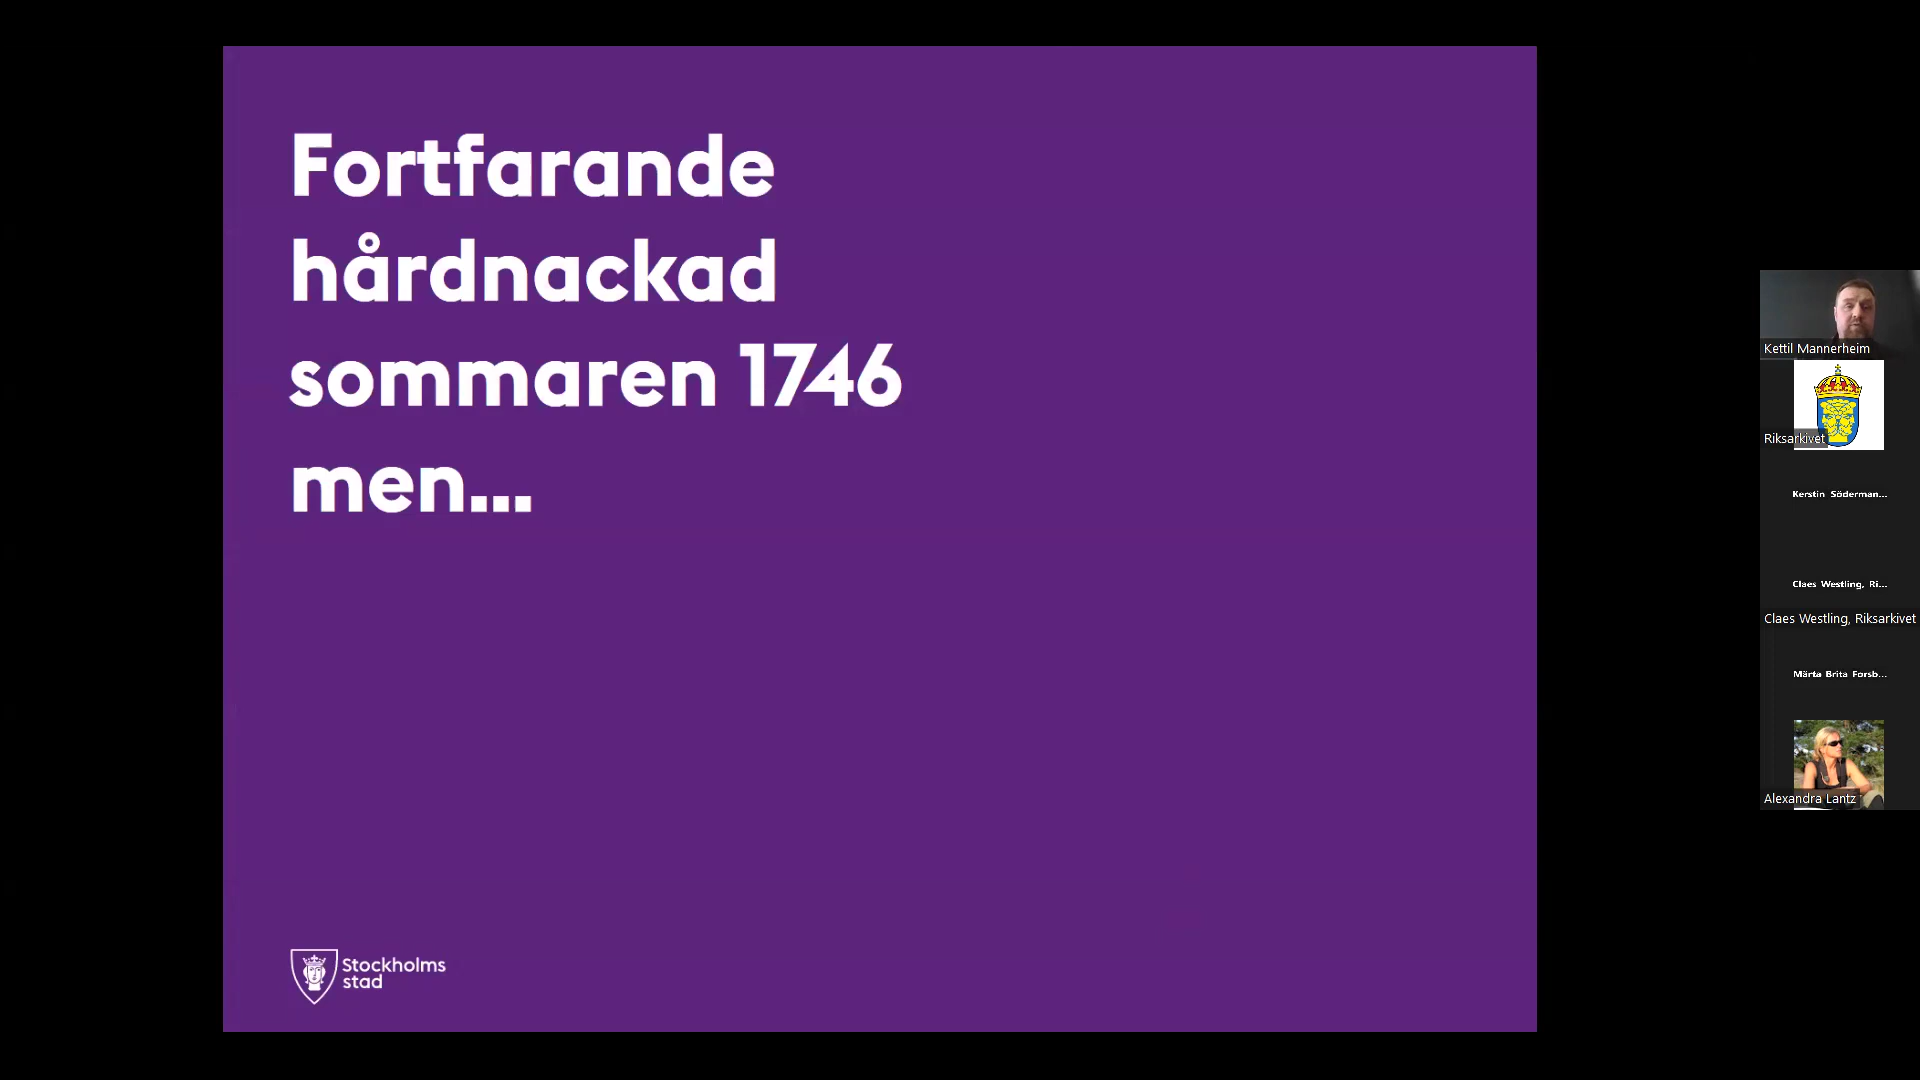 Fortfarande
hårdnackad
sommaren 1746
men...
Stockholms
stad
Kettil Mannerheim
Riksarkivet
Kerstin Söderman...
Claes Westling, Ri...
Claes Westling, Riksarkivet
Märta Brita Forsb...
Alexandra Lantz